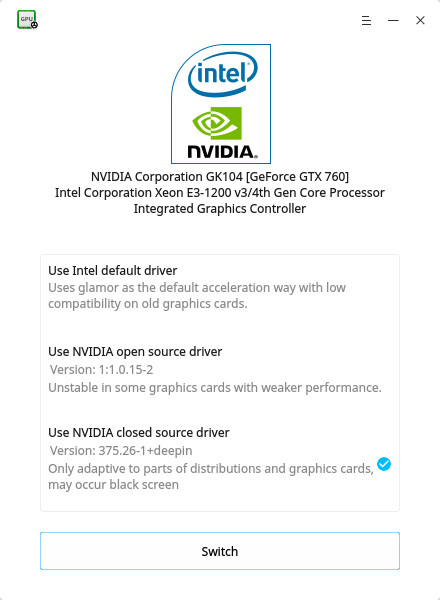 GPU
intel
NVIDIA.
NVIDIA Corporation GK104 [GeForce GTX 760]
Intel Corporation Xeon E3-1200 v3/4th Gen Core Processor
Integrated Graphics Controller
Use Intel default driver
Uses glamor as the default acceleration way with low
compatibility on old graphics cards.
Use NVIDIA open source driver
Version: 1:1.0.15-2
Unstable in some graphics cards with weaker performance.
Use NVIDIA closed source driver
Version: 375.26-1+deepin
Only adaptive to parts of distributions and graphics cards,
may occur black screen
Switch